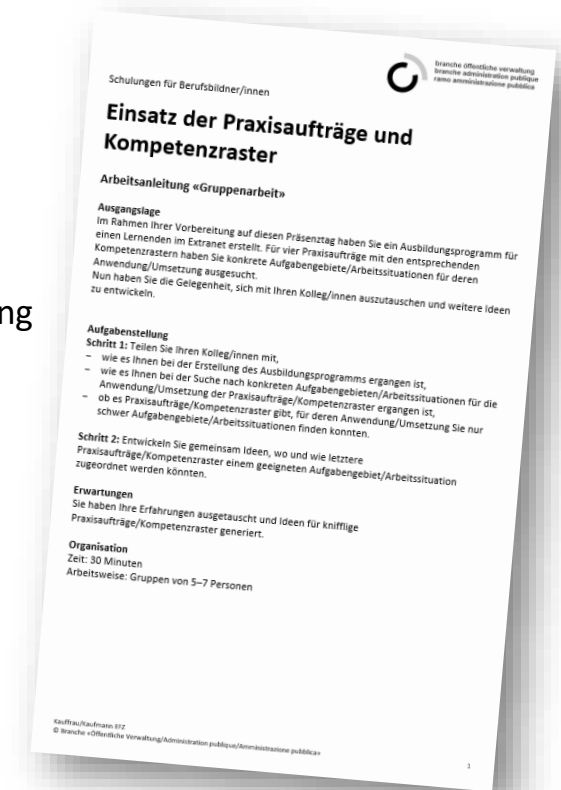 ng
branche öffentliche verwaltung
branche administration publique
ramo amministrazione pubblica
Schulungen für Berufsbildner/innen
Einsatz der Praxisaufträge und
Kompetenzraster
Arbeitsanleitung «Gruppenarbeit»
Ausgangslage
Im Rahmen Ihrer Vorbereitung auf diesen Präsenztag haben Sie ein Ausbildungsprogramm für
einen Lernenden im Extranet erstellt. Für vier Praxisaufträge mit den entsprechenden
Kompetenzrastern haben Sie konkrete Aufgabengebiete/Arbeitssituationen für deren
Anwendung/Umsetzung ausgesucht.
Nun haben Sie die Gelegenheit, sich mit Ihren Kolleg/innen auszutauschen und weitere Ideen
zu entwickeln.
Aufgabenstellung
Schritt 1: Teilen Sie Ihren Kolleg/innen mit,
– wie es Ihnen bei der Erstellung des Ausbildungsprogramms ergangen ist,
– wie es Ihnen bei der Suche nach konkreten Aufgabengebieten/Arbeitssituationen für die
Anwendung/Umsetzung der Praxisaufträge/Kompetenzraster ergangen ist,
– ob es Praxisaufträge/Kompetenzraster gibt, für deren Anwendung/Umsetzung Sie nur
schwer Aufgabengebiete/Arbeitssituationen finden konnten.
Schritt 2: Entwickeln Sie gemeinsam Ideen, wo und wie letztere
Praxisaufträge/Kompetenzraster einem geeigneten Aufgabengebiet/Arbeitssituation
zugeordnet werden könnten.
Erwartungen
Sie haben Ihre Erfahrungen ausgetauscht und Ideen für knifflige
Praxisaufträge/Kompetenzraster generiert.
Organisation
Zeit: 30 Minuten
Arbeitsweise: Gruppen von 5–7 Personen
Kauffrau/Kaufmann EFZ
© Branche «Öffentliche Verwaltung/Administration publique/Amministrazione pubblica»
1